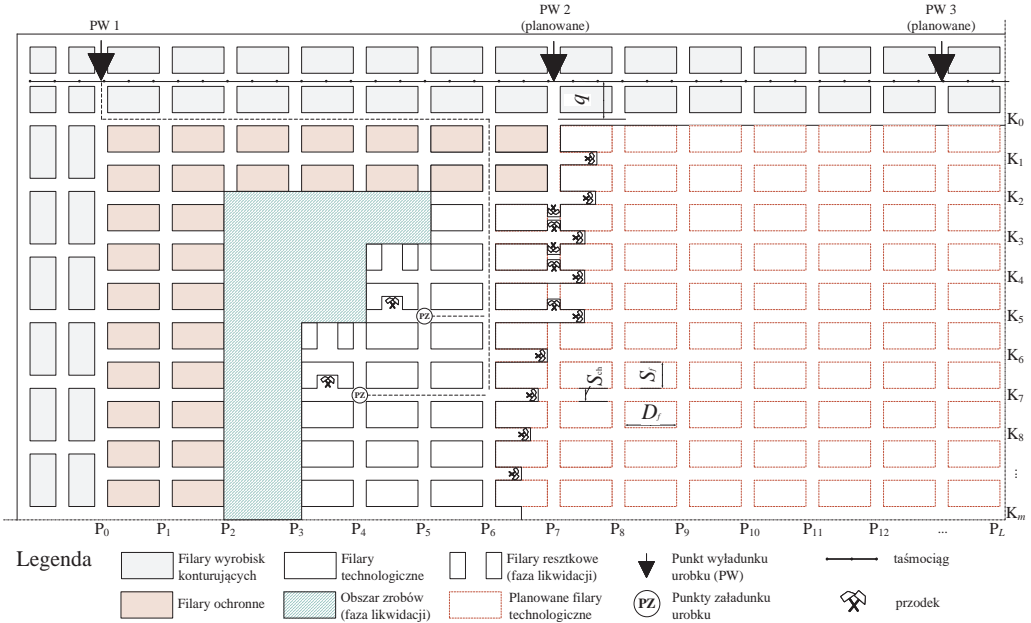 PW 1
PW 2
(planowane)
PW 3
(planowane)
q
K0
K1
K2
K3
K4
K5
K6
K7
K8
...
Km
PZ
PZ
Sch
Sf
Df
P0 P1 P2 P3 P4 P5 P6 P7 P8 P9 P10 P11 P12 ... PL
Legenda
Filary wyrobisk
konturujących
Filary
technologiczne
Filary resztkowe
(faza likwidacji)
Punkt wyładunku
urobku (PW)
taśmociąg
Filary ochronne
Obszar zrobów
(faza likwidacji)
Planowane filary
technologiczne
PZ
Punkty załadunku
urobku
przodek